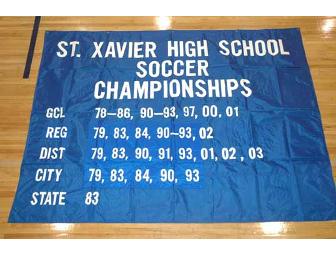 ST. XAVIER HIGH SCHOOL
SOCCER
CHAMPIONSHIPS
GCL 78-86, 90-93, 97, 00, 01
REG 79, 83, 84, 90-93, 02
DIST 79, 83, 90, 91, 93, 01, 02, 03
CITY 79, 83, 84, 90, 93
STATE 83